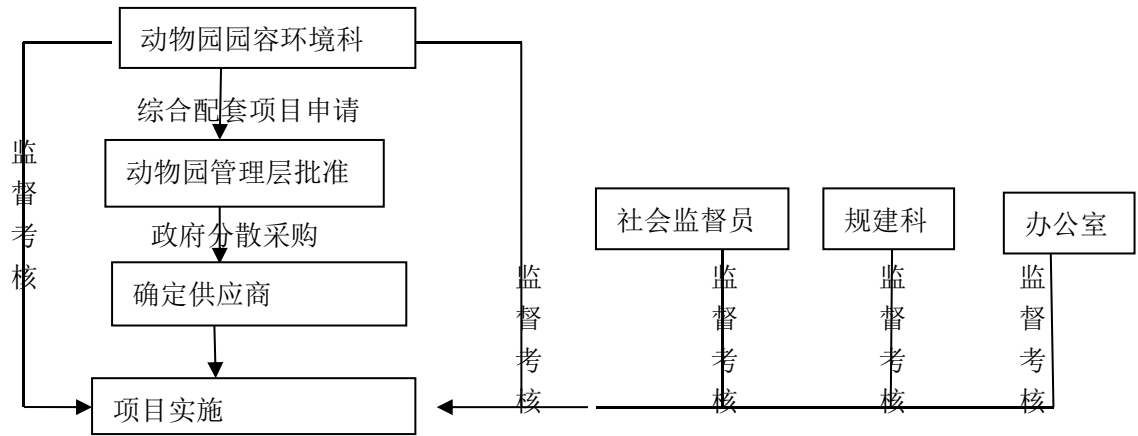 动物园园容环境科
综合配套项目申请
动物园管理层批准
政府分散采购
确定供应商
项目实施
监督考核
监督考核
社会监督员
监督考核
规建科
监督考核
办公室
监督考核